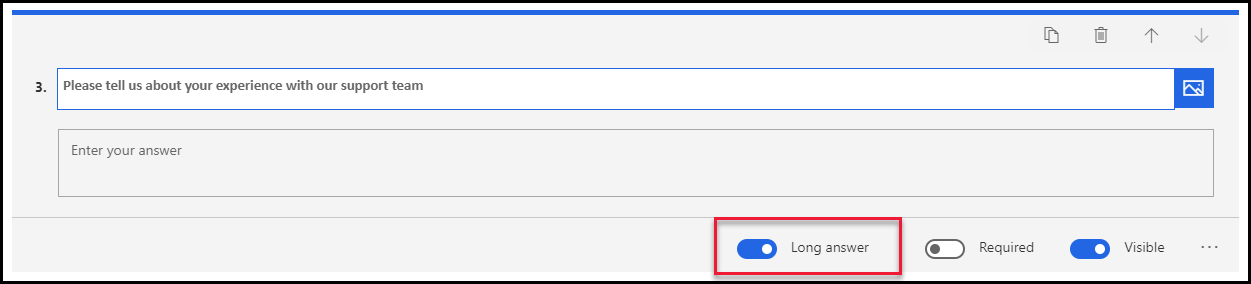 3. Please tell us about your experience with our support team
Enter your answer
Long answer Required Visible ...